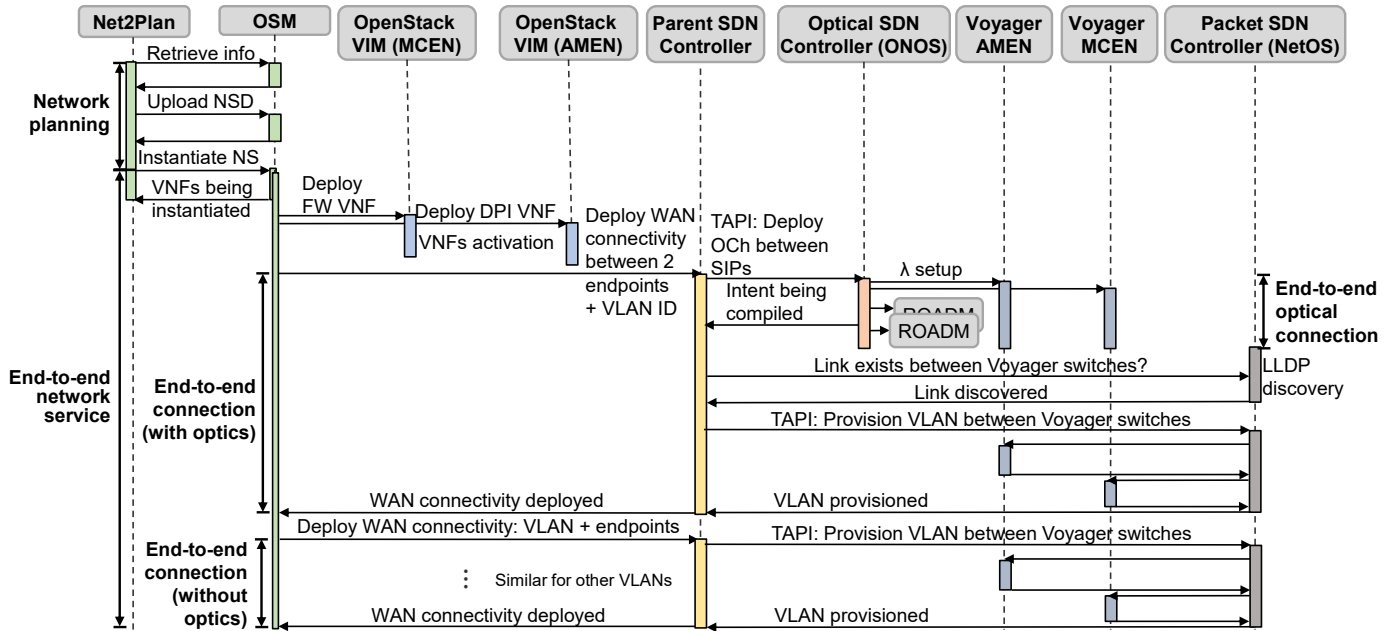 Net2Plan
OSM
OpenStack
VIM (MCEN)
OpenStack
VIM (AMEN)
Parent SDN
Controller
Optical SDN
Controller (ONOS)
Voyager
AMEN
Voyager
MCEN
Packet SDN
Controller (NetOS)
Retrieve info
Upload NSD
Network
planning
Instantiate NS
VNFs being
instantiated
Deploy
FW VNF
Deploy DPI VNF
VNFs activation
Deploy WAN
connectivity
between 2
endpoints
+ VLAN ID
TAPI: Deploy
OCh between
SIPs
λ setup
Intent being
compiled
ROADM
ROADM
End-to-end
optical
connection
Link exists between Voyager switches?
LLDP
discovery
Link discovered
End-to-end
network
service
End-to-end
connection
(with optics)
TAPI: Provision VLAN between Voyager switches
WAN connectivity deployed
VLAN provisioned
Deploy WAN connectivity: VLAN + endpoints
TAPI: Provision VLAN between Voyager switches
End-to-end
connection
(without
optics)
⋮ Similar for other VLANs
WAN connectivity deployed
VLAN provisioned